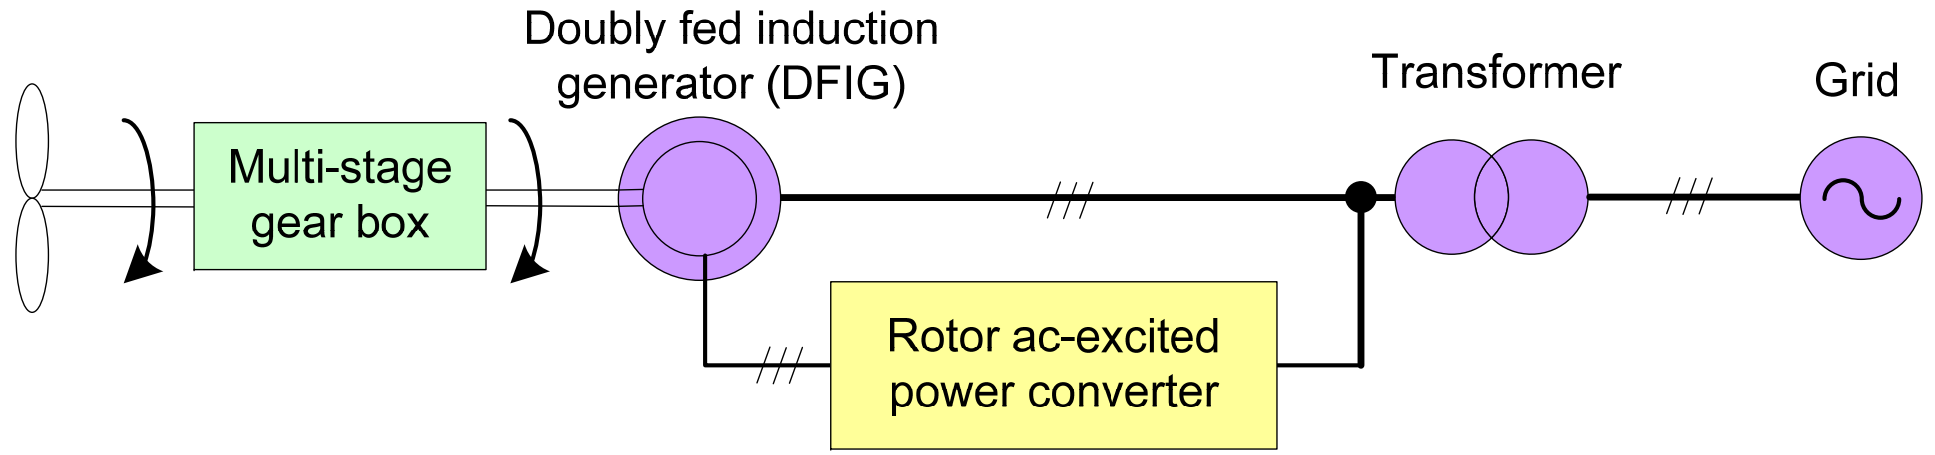 Doubly fed induction
generator (DFIG)
Transformer
Grid
Multi-stage
gear box
Rotor ac-excited
power converter